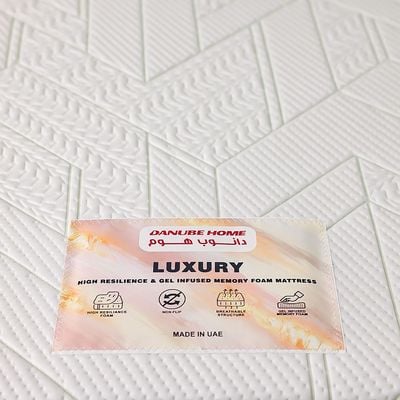 DANUBE HOME
دانوب هوم
LUXURY
HIGH RESILIENCE & GEL INFUSED MEMORY FOAM MATTRESS
HIGH RESILIANCE FOAM
NON-FLIP
BREATHABLE STRUCTURE
GEL INFUSED MEMORY FOAM
MADE IN UAE